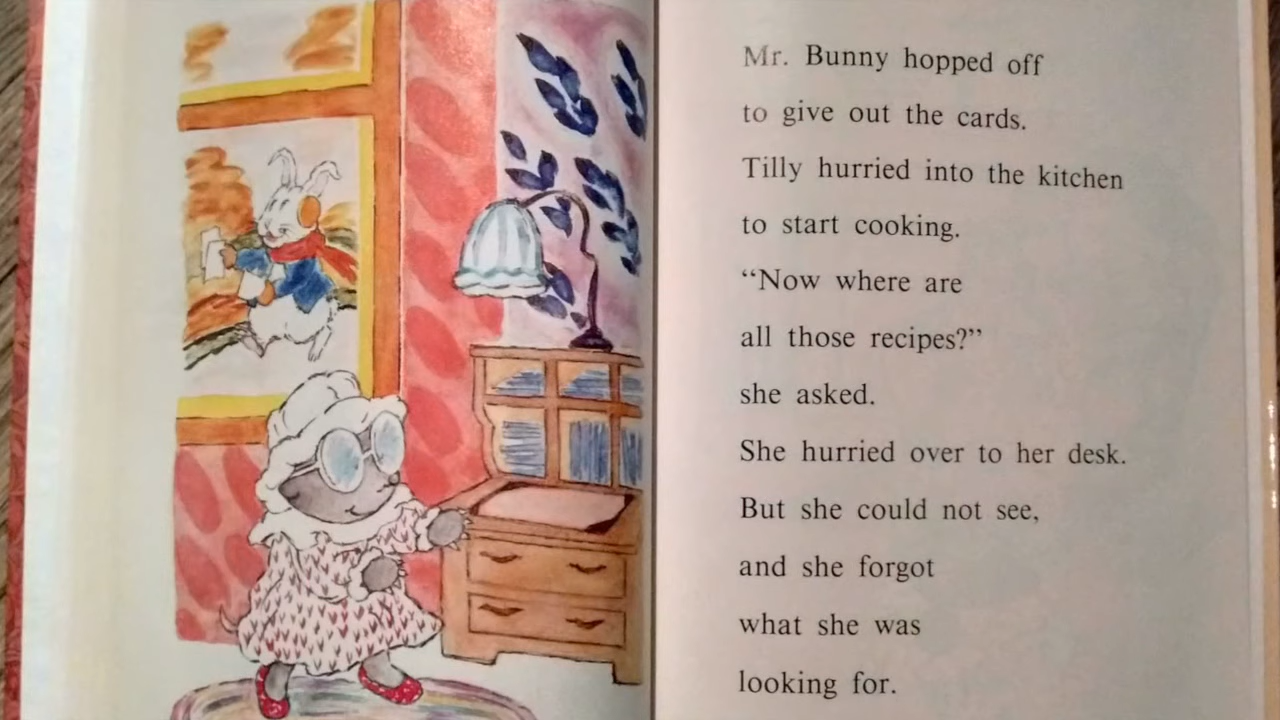 Mr. Bunny hopped off
to give out the cards.
Tilly hurried into the kitchen
to start cooking.
“Now where are
all those recipes?”
she asked.
She hurried over to her desk.
But she could not see,
and she forgot
what she was
looking for.